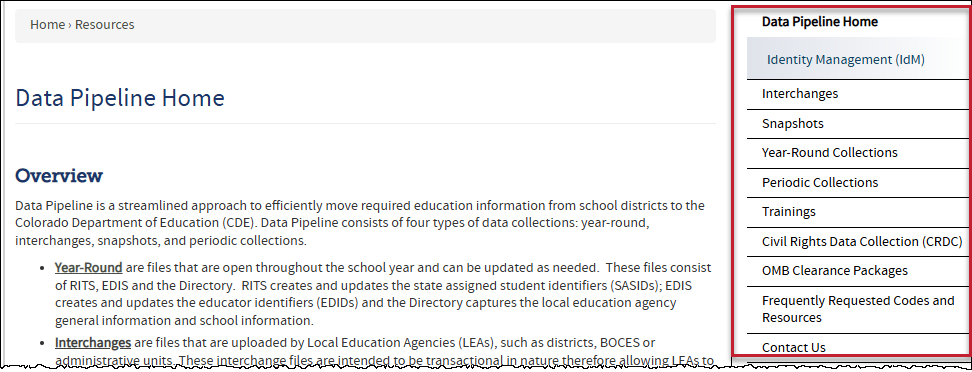 Home › Resources
Data Pipeline Home
Overview
Data Pipeline is a streamlined approach to efficiently move required education information from school districts to the
Colorado Department of Education (CDE). Data Pipeline consists of four types of data collections: year-round,
interchanges, snapshots, and periodic collections.
• Year-Round are files that are open throughout the school year and can be updated as needed.  These files consist
of RITS, EDIS and the Directory.  RITS creates and updates the state assigned student identifiers (SASIDs); EDIS
creates and updates the educator identifiers (EDIDs) and the Directory captures the local education agency
general information and school information.
• Interchanges are files that are uploaded by Local Education Agencies (LEAs), such as districts, BOCES or
administrative units. These interchange files are intended to be transactional in nature therefore allowing LEAs to
Data Pipeline Home
Identity Management (IdM)
Interchanges
Snapshots
Year-Round Collections
Periodic Collections
Trainings
Civil Rights Data Collection (CRDC)
OMB Clearance Packages
Frequently Requested Codes and
Resources
Contact Us